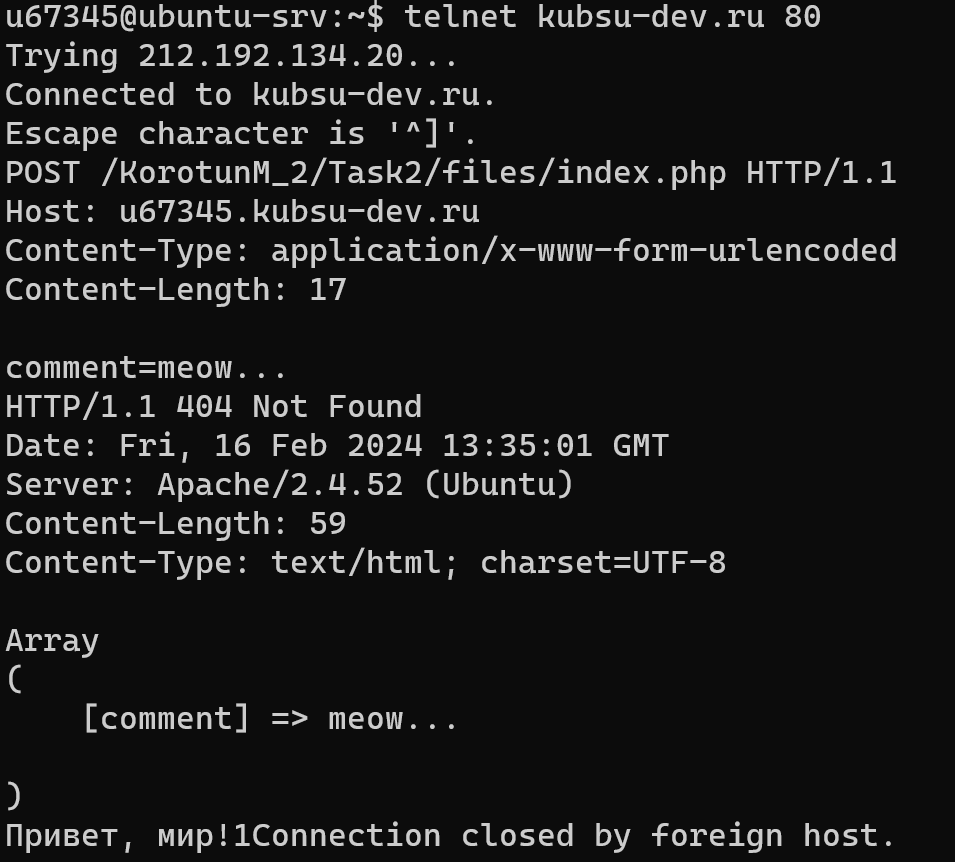 u67345@ubuntu-srv:~$ telnet kubsu-dev.ru 80
Trying 212.192.134.20...
Connected to kubsu-dev.ru.
Escape character is '^]'.
POST /KorotunM_2/Task2/files/index.php HTTP/1.1
Host: u67345.kubsu-dev.ru
Content-Type: application/x-www-form-urlencoded
Content-Length: 17

comment=meow...
HTTP/1.1 404 Not Found
Date: Fri, 16 Feb 2024 13:35:01 GMT
Server: Apache/2.4.52 (Ubuntu)
Content-Length: 59
Content-Type: text/html; charset=UTF-8

Array
(
    [comment] => meow...

)
Привет, мир!1Connection closed by foreign host.